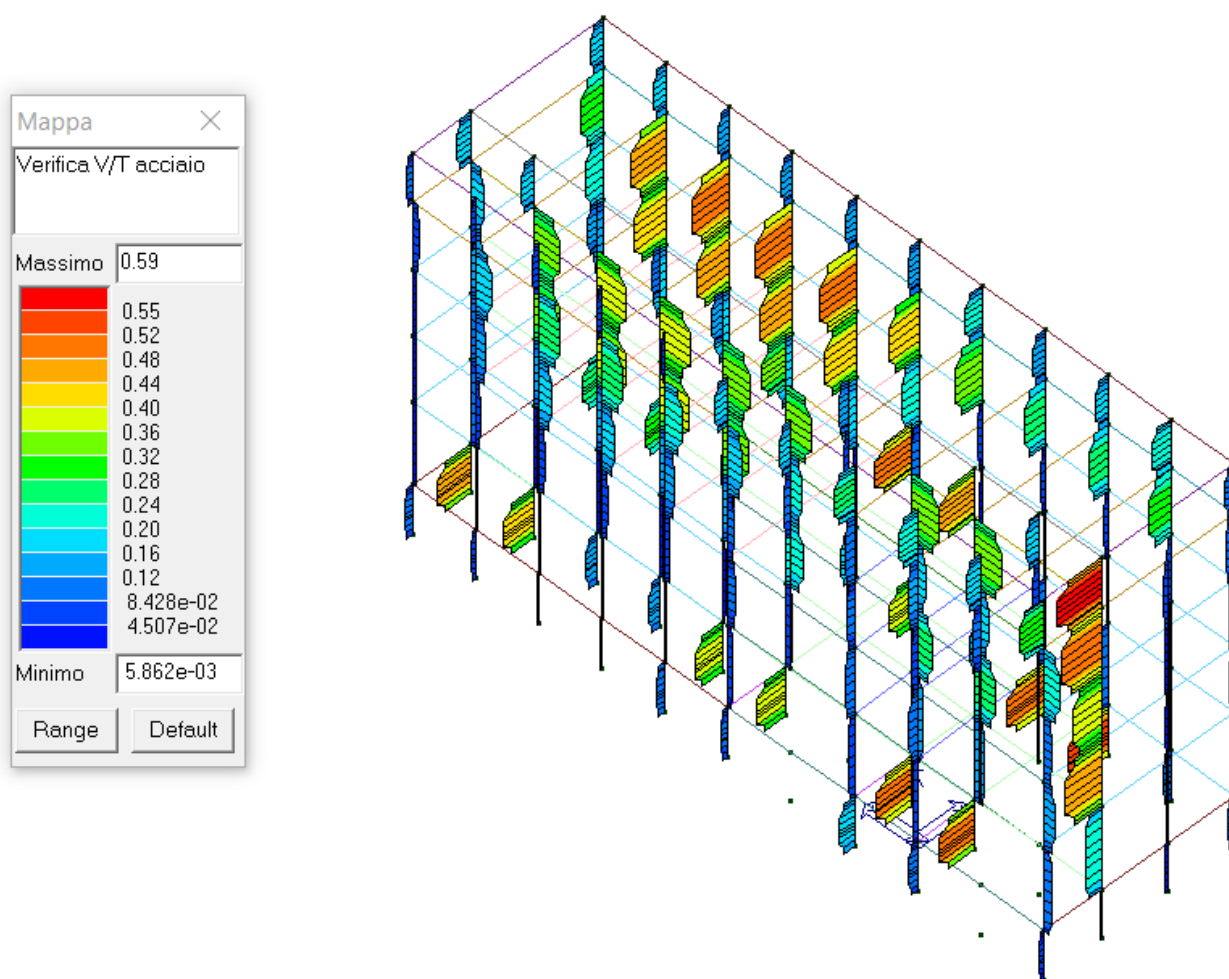 Mappa
Verifica V/T acciaio
Massimo 0.59
0.55
0.52
0.48
0.44
0.40
0.36
0.32
0.28
0.24
0.20
0.16
0.12
8.428e-02
4.507e-02
Minimo 5.862e-03
Range Default